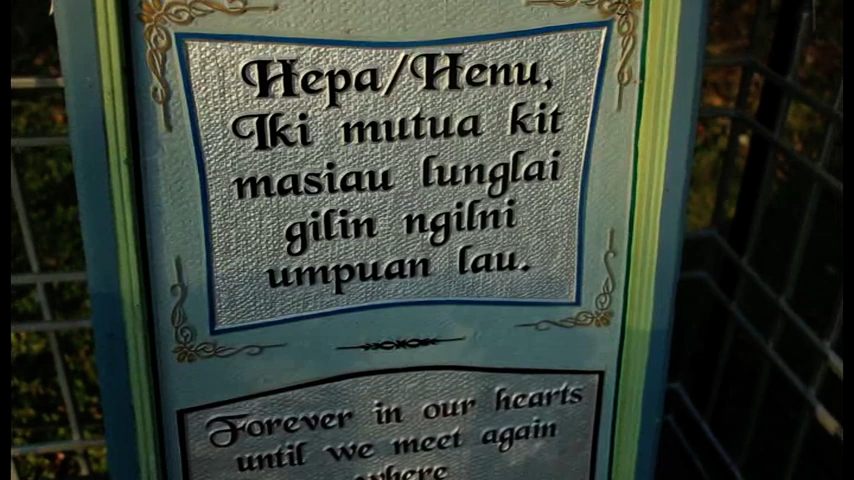 Hepa/Henu,
Iki mutua kit
masiau lunglai
gilin ngilni
umpuan lau.
Forever in our hearts
until we meet again
where